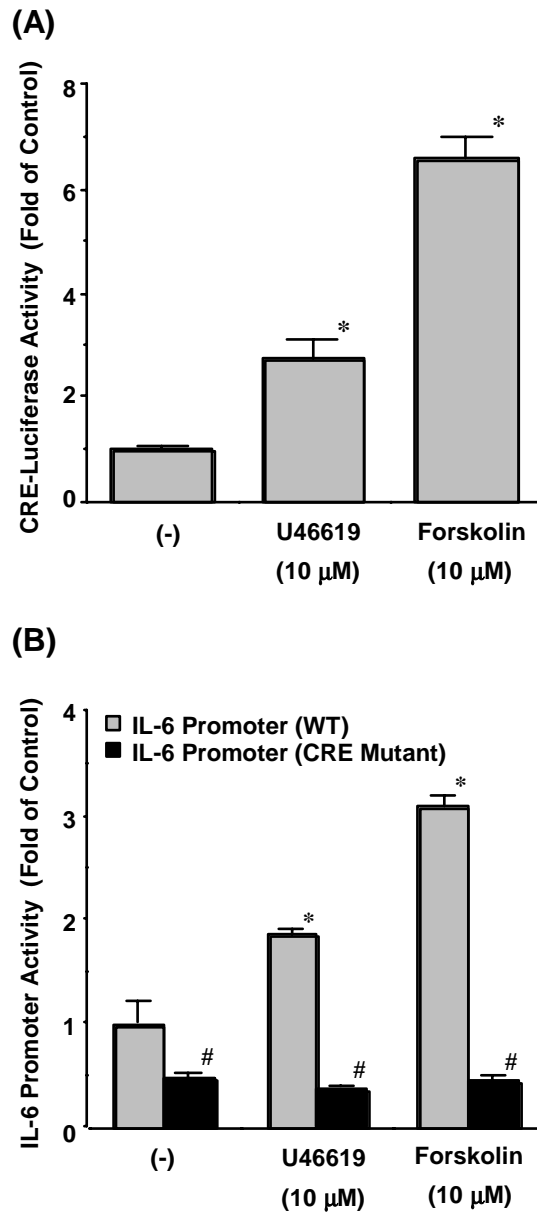 (A)
CRE-Luciferase Activity (Fold of Control)
8
6
4
2
1
0
*
*
(-)
U46619
Forskolin
(10 μM)
(10 μM)
(B)
IL-6 Promoter Activity (Fold of Control)
4
3
2
1
0
IL-6 Promoter (WT)
IL-6 Promoter (CRE Mutant)
*
*
#
#
#
(-)
U46619
Forskolin
(10 μM)
(10 μM)